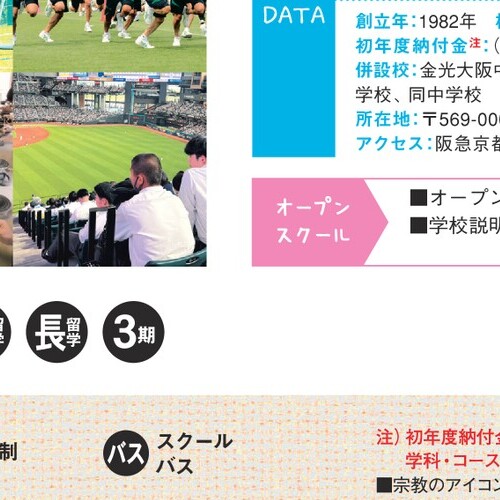 DATA
創立年：1982年
初年度納付金注：（
併設校：金光大阪中
学校、同中学校
所在地：〒569-00
アクセス：阪急京都
オープン
スクール
■オープン
■学校説明
留学
長留学
3期
制
バス スクール
バス
注）初年度納付金
学科・コース
■宗教のアイコン